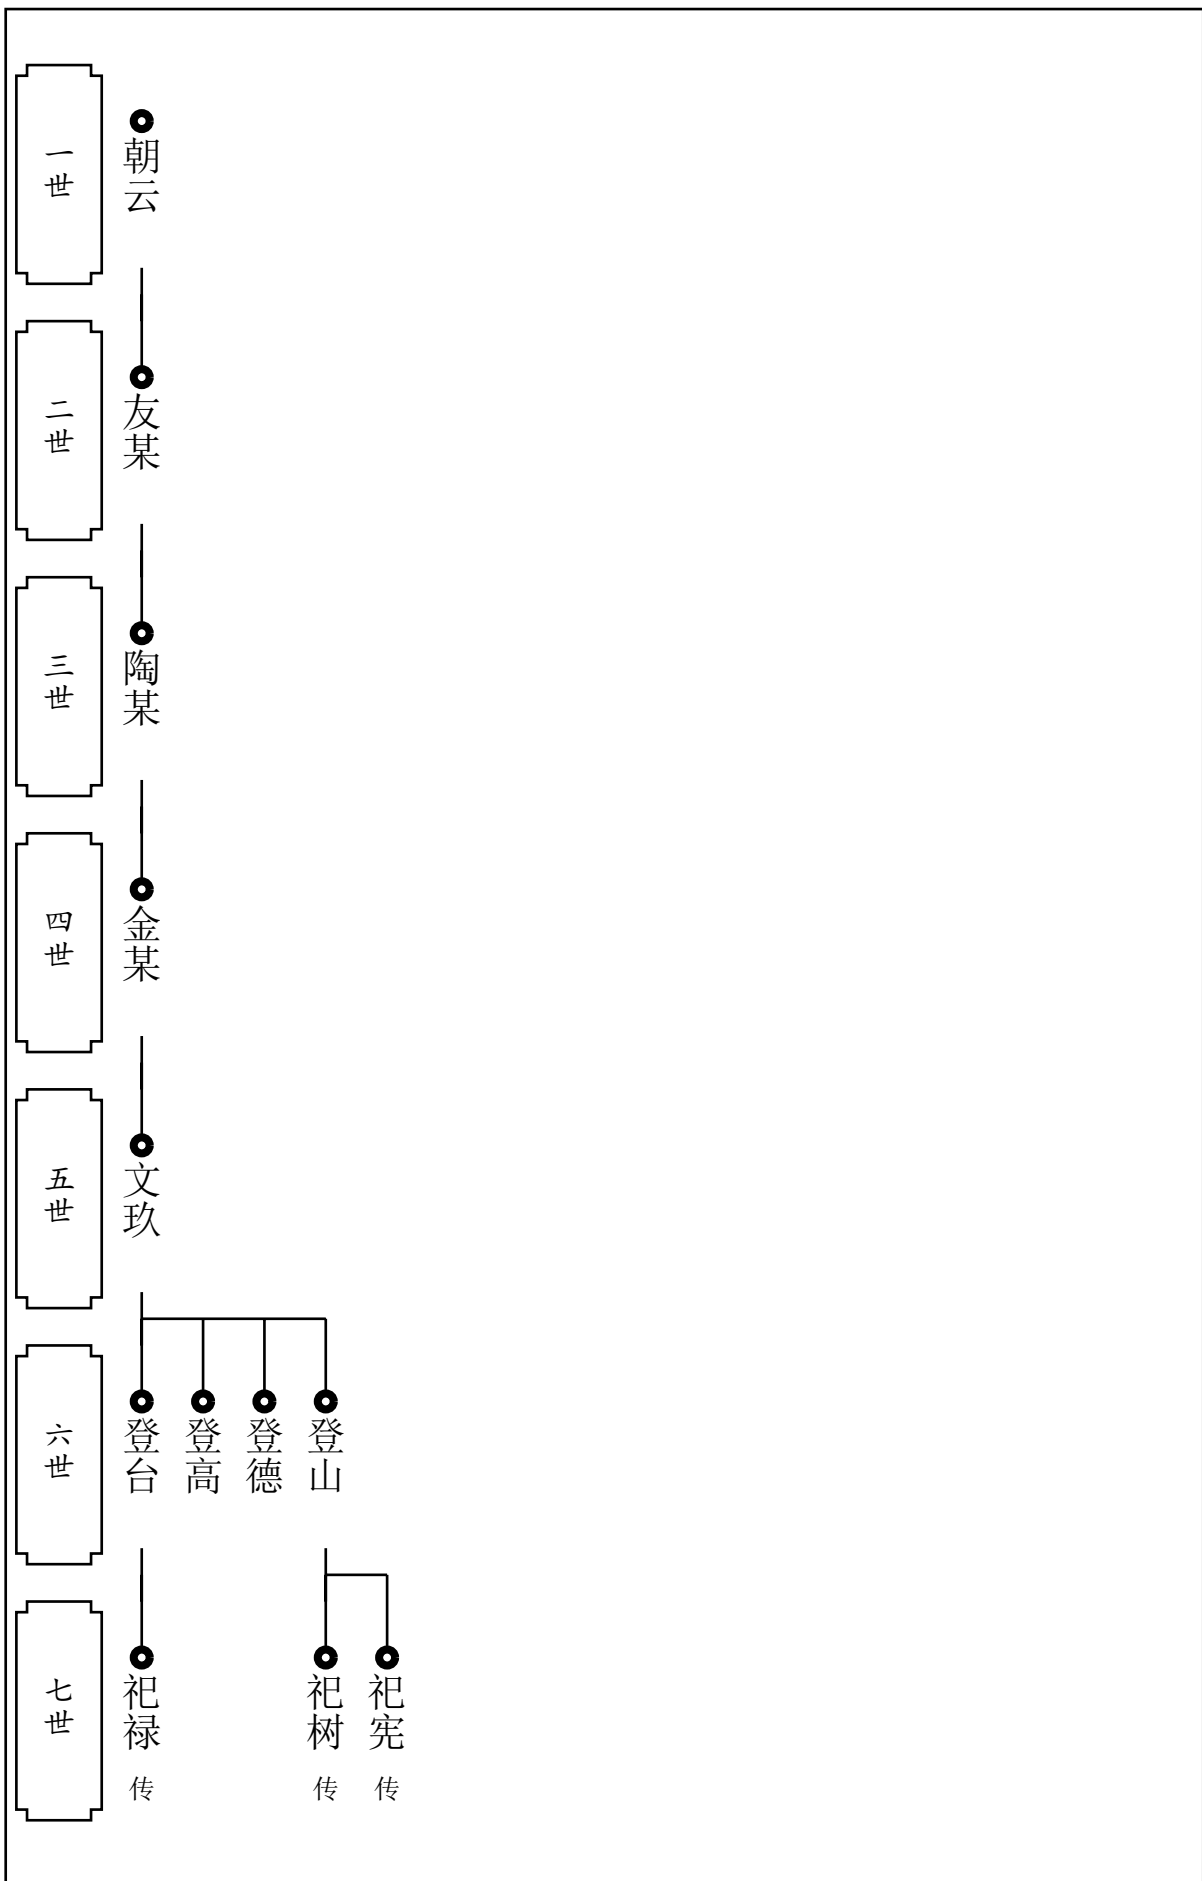 一世
朝云
二世
友某
三世
陶某
四世
金某
五世
文玖
六世
登台
登高
登德
登山
七世
祀禄
传
祀树
传
祀宪
传